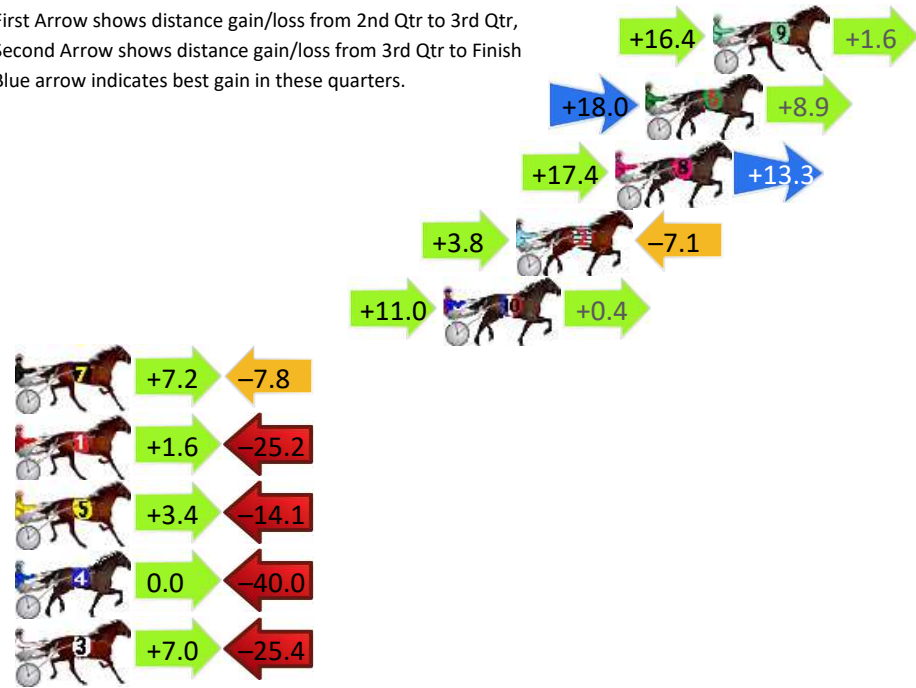 First Arrow shows distance gain/loss from 2nd Qtr to 3rd Qtr,
Second Arrow shows distance gain/loss from 3rd Qtr to Finish
Blue arrow indicates best gain in these quarters.
+16.4 9 +1.6
+18.0 +8.9
+17.4 8 +13.3
+3.8 2 –7.1
+11.0 10 +0.4
7 +7.2 –7.8
1 +1.6 –25.2
5 +3.4 –14.1
4 0.0 –40.0
3 +7.0 –25.4